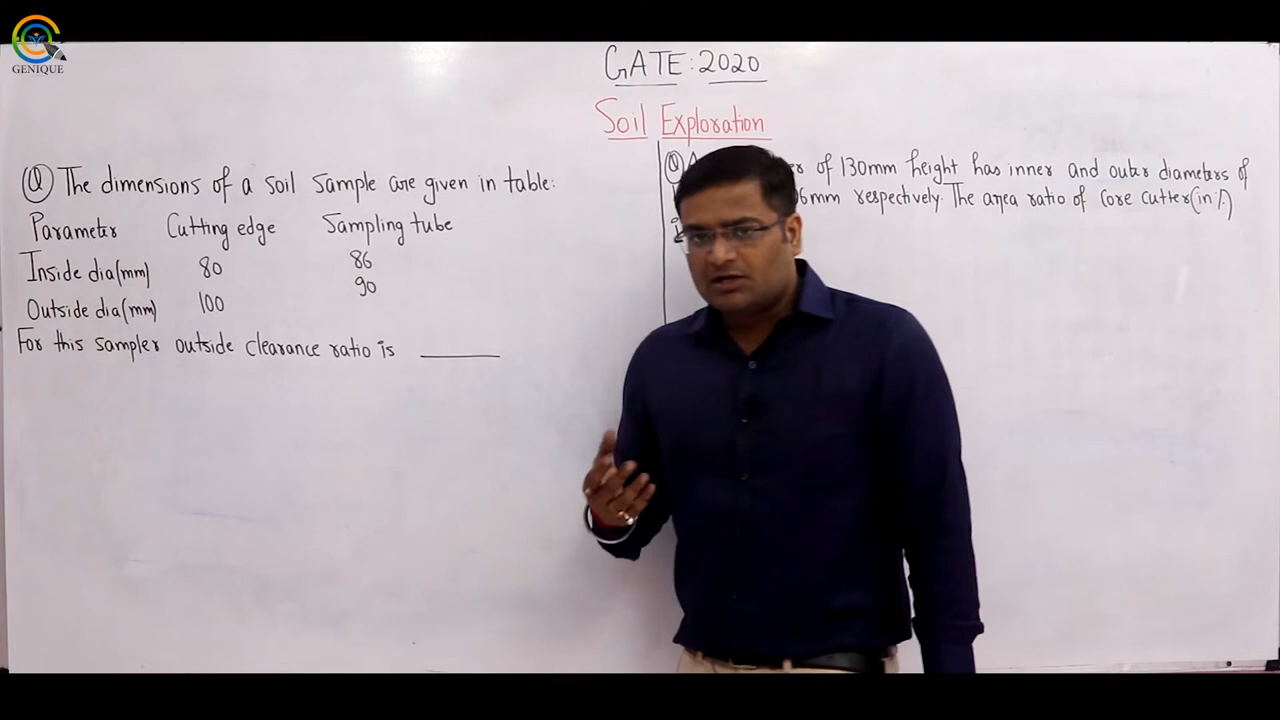 GENIQUE
GATE: 2020
Soil Exploration
Q The dimensions of a soil sample are given in table:
Parameter Cutting edge Sampling tube
Inside dia(mm) 80 86
Outside dia(mm) 100 90
For this sampler outside clearance ratio is ______
Q of 130mm height has inner and outer diameters of
respectively. The area ratio of Core cutter(in %)